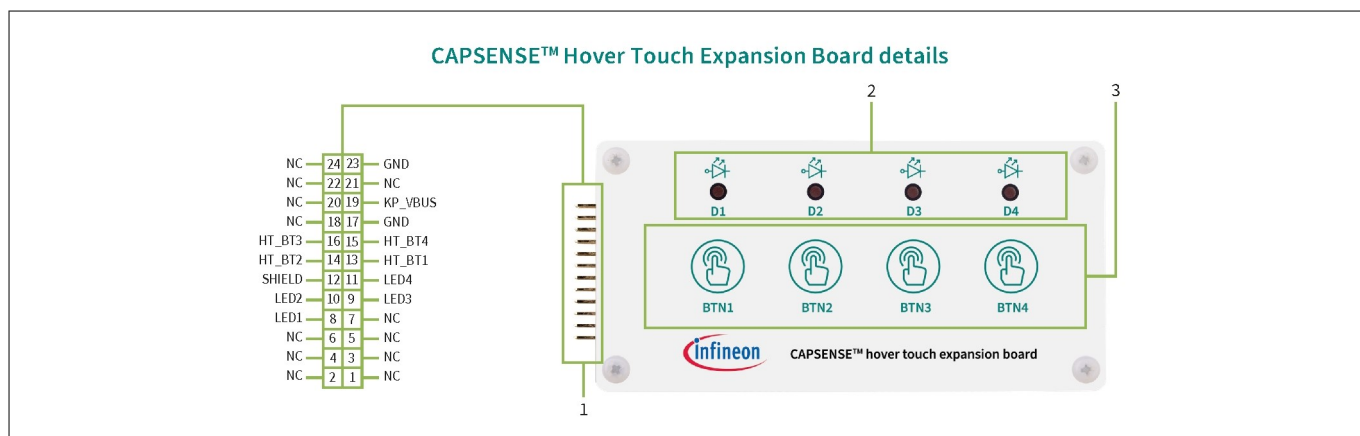 CAPSENSE™ Hover Touch Expansion Board details
2
3
NC 24 23 GND
NC 22 21 NC
NC 20 19 KP_VBUS
NC 18 17 GND
HT_BT3 16 15 HT_BT4
HT_BT2 14 13 HT_BT1
SHIELD 12 11 LED4
LED2 10 9 LED3
LED1 8 7 NC
NC 6 5 NC
NC 4 3 NC
NC 2 1 NC
D1 D2 D3 D4
BTN1 BTN2 BTN3 BTN4
infineon CAPSENSE™ hover touch expansion board
1